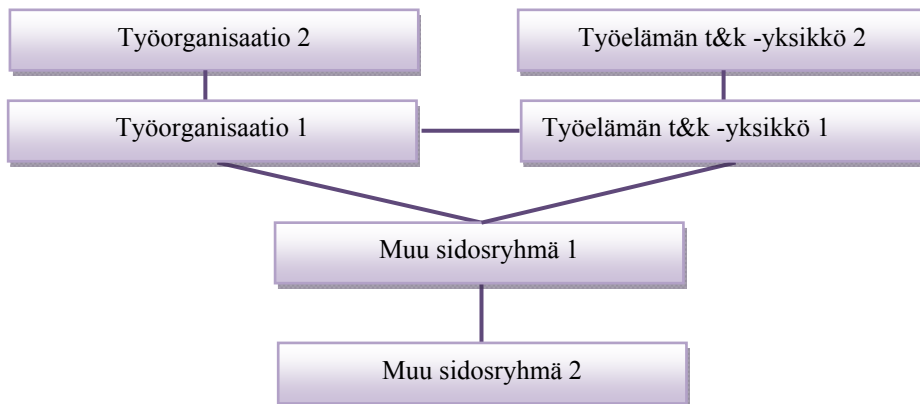 Työorganisaatio 2
Työelämän t&k -yksikkö 2
Työorganisaatio 1
Työelämän t&k -yksikkö 1
Muu sidosryhmä 1
Muu sidosryhmä 2